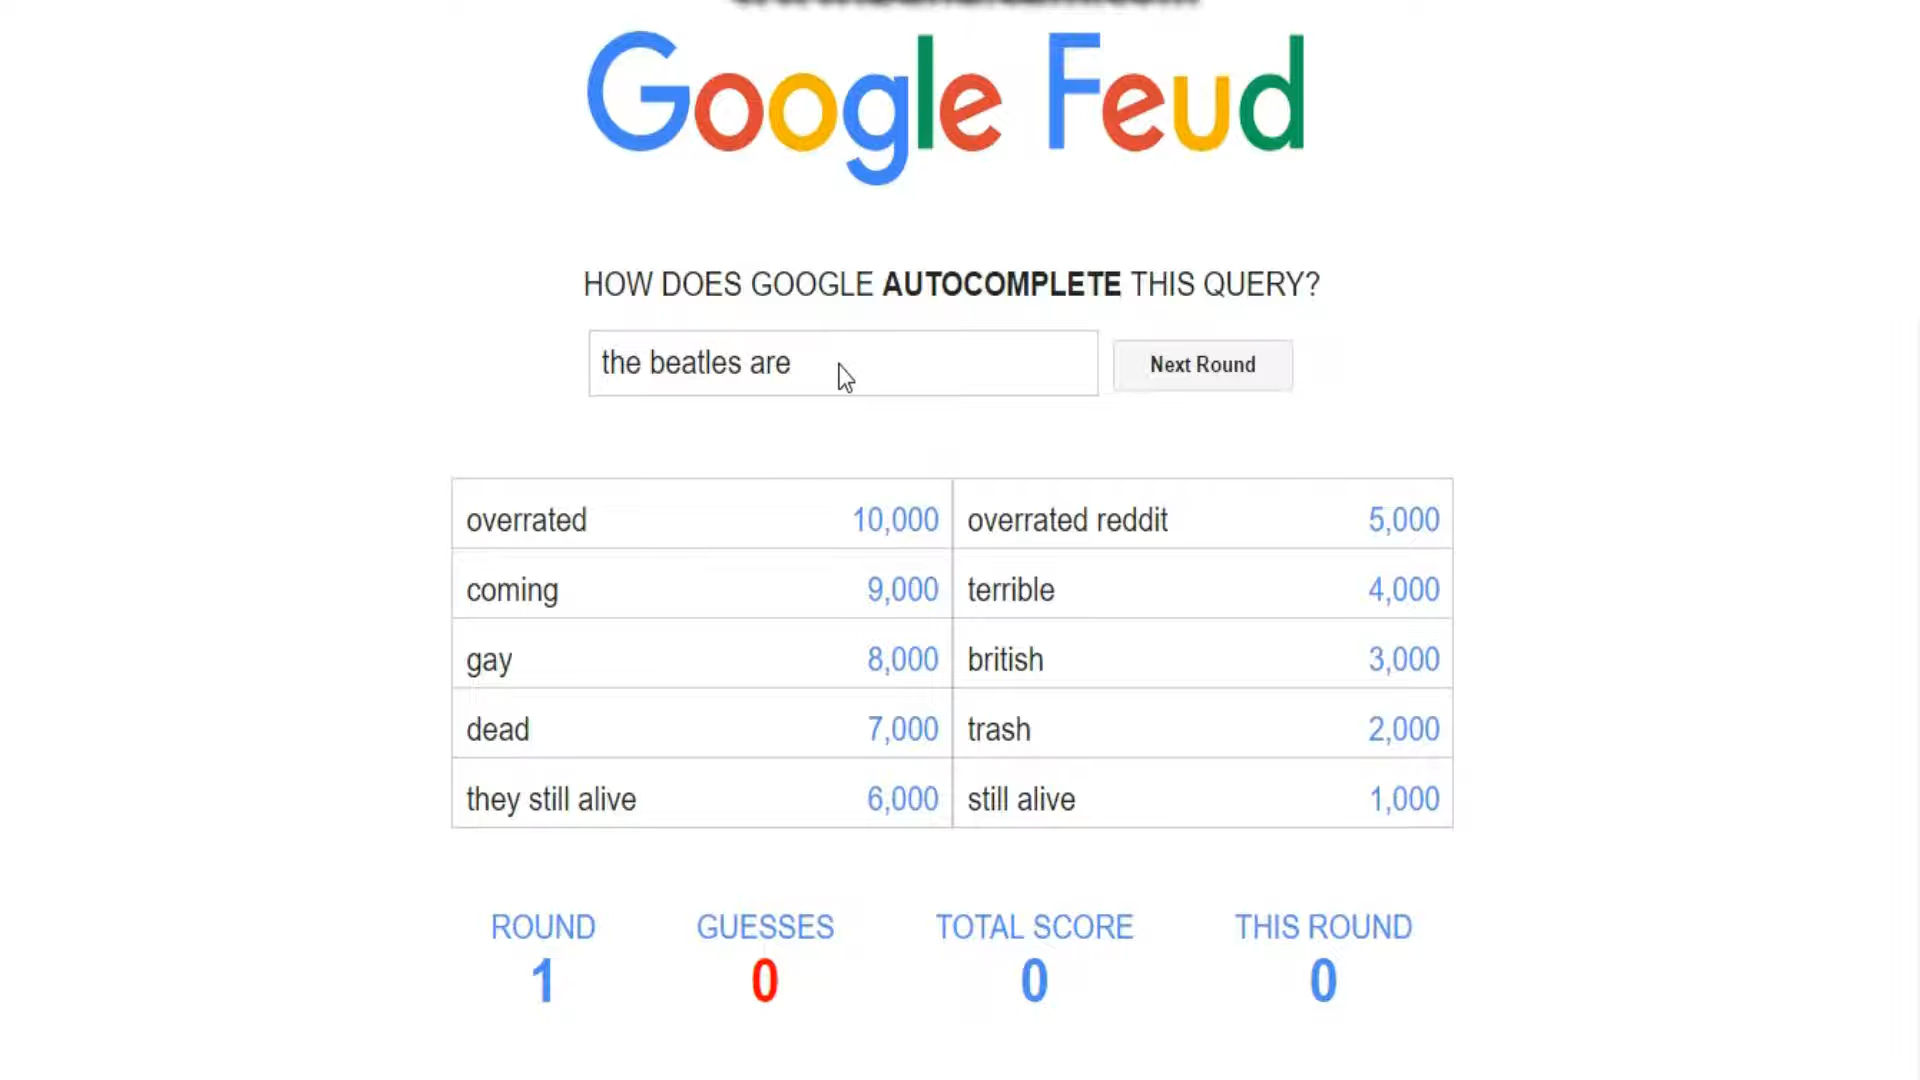 Google Feud
HOW DOES GOOGLE AUTOCOMPLETE THIS QUERY?
the beatles are
Next Round
overrated 10,000 overrated reddit 5,000
coming 9,000 terrible 4,000
gay 8,000 british 3,000
dead 7,000 trash 2,000
they still alive 6,000 still alive 1,000
ROUND GUESSES TOTAL SCORE THIS ROUND
1 0 0 0